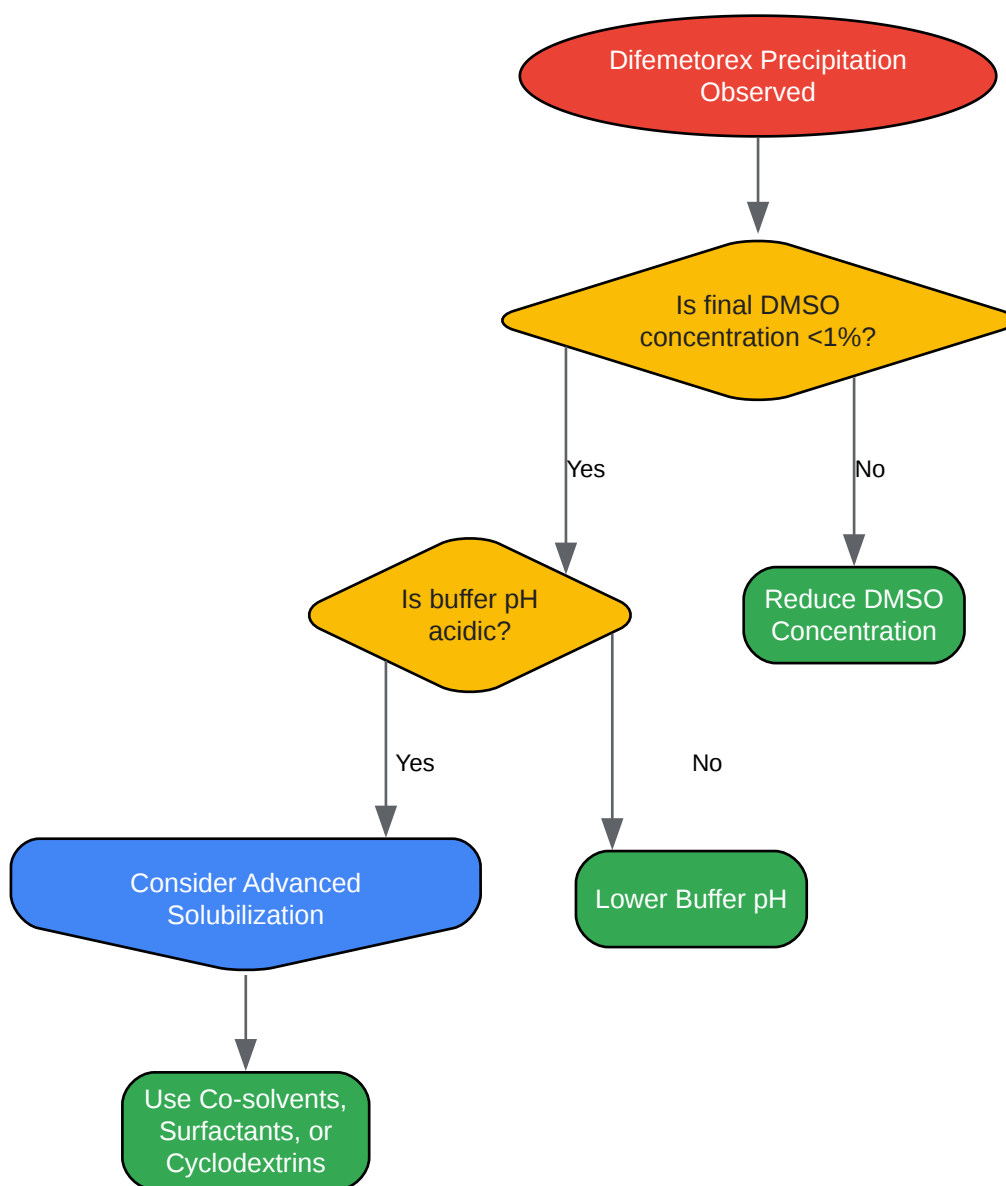 Difemetorex Precipitation
Observed
Is final DMSO
concentration <1%?
Yes
No
Is buffer pH
acidic?
Reduce DMSO
Concentration
Yes
No
Consider Advanced
Solubilization
Lower Buffer pH
Use Co-solvents,
Surfactants, or
Cyclodextrins